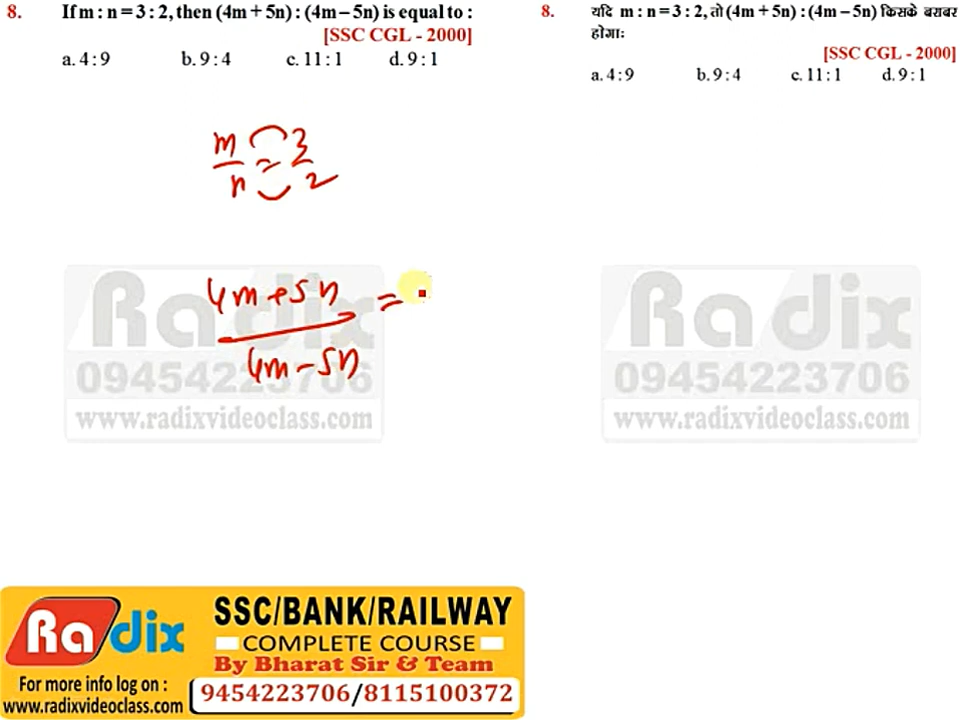 8. If m : n = 3 : 2, then (4m + 5n) : (4m – 5n) is equal to :
[SSC CGL - 2000]
a. 4 : 9 b. 9 : 4 c. 11 : 1 d. 9 : 1
8. यदि m : n = 3 : 2, तो (4m + 5n) : (4m – 5n) किसके बराबर
होगाः
[SSC CGL - 2000]
a. 4 : 9 b. 9 : 4 c. 11 : 1 d. 9 : 1
m/n = 3/2
4m+5n =
4m-5n
Radix
09454223706
www.radixvideoclass.com
Radix
09454223706
www.radixvideoclass.com
Radix
For more info log on :
www.radixvideoclass.com
SSC/BANK/RAILWAY
COMPLETE COURSE
By Bharat Sir & Team
9454223706/8115100372